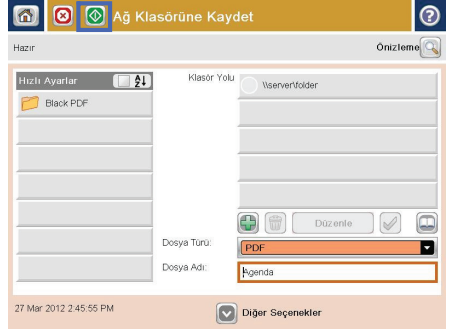 Ağ Klasörüne Kaydet
Hazır
Önizleme
Hızlı Ayarlar
Klasör Yolu
\\server\folder
Black PDF
Düzenle
Dosya Türü:
PDF
Dosya Adı:
Agenda
27 Mar 2012 2:45:55 PM
Diğer Seçenekler